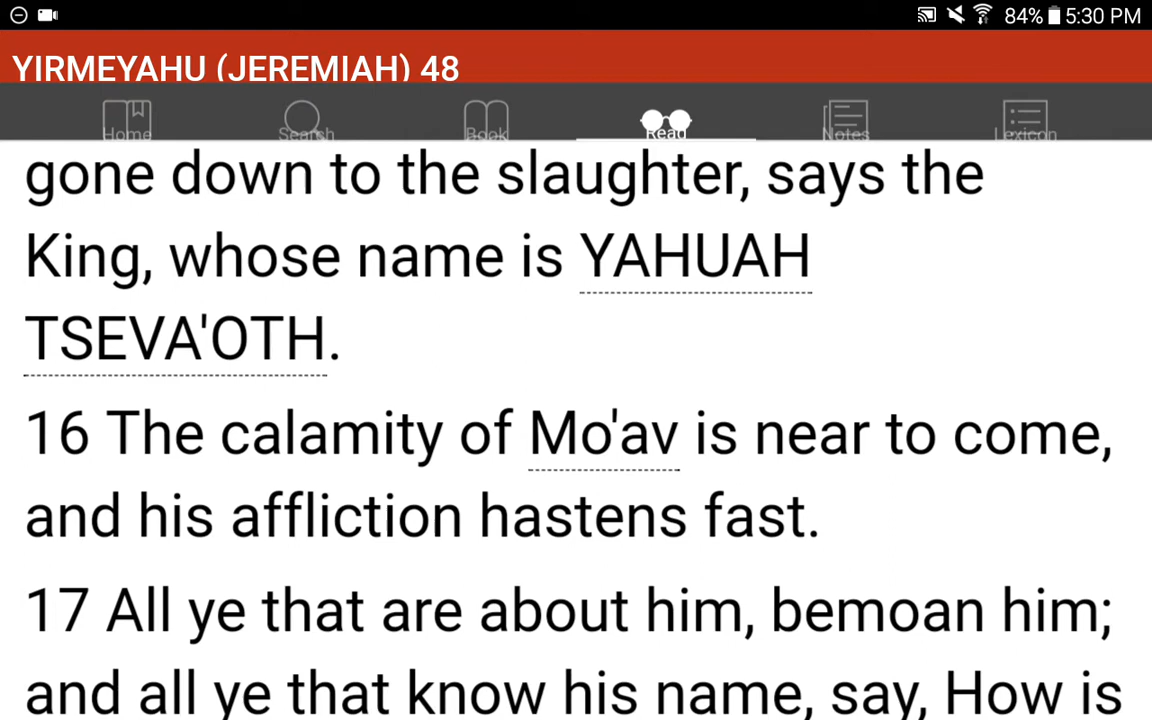 84% 5:30 PM
YIRMEYAHU (JEREMIAH) 48
Home Search Book Read Notes Lexicon
gone down to the slaughter, says the
King, whose name is YAHUAH
TSEVA'OTH.
16 The calamity of Mo'av is near to come,
and his affliction hastens fast.
17 All ye that are about him, bemoan him;
and all ye that know his name, say, How is